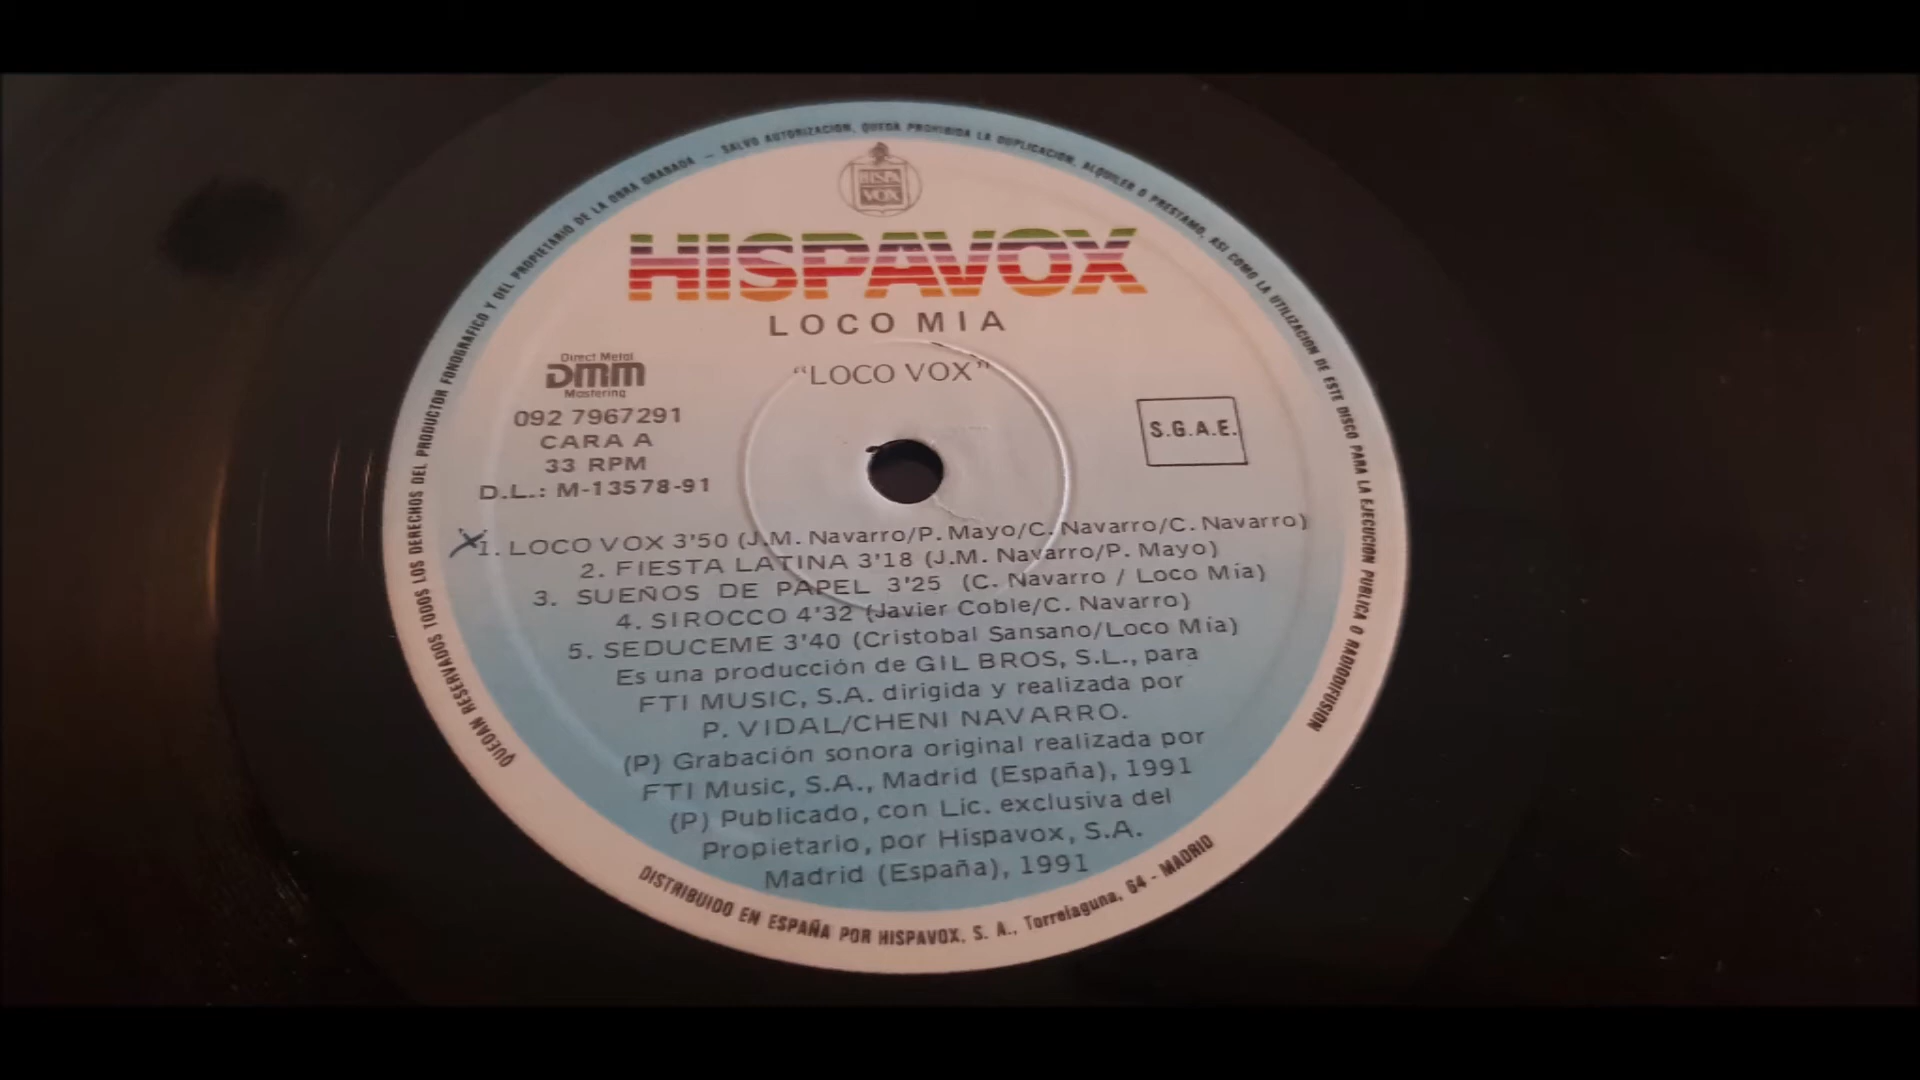 QUEDAN RESERVADOS TODOS LOS DERECHOS DEL PRODUCTOR FONOGRAFICO Y DEL PROPIETARIO DE LA OBRA GRABADA — SALVO AUTORIZACION, QUEDA PROHIBIDA LA DUPLICACION, ALQUILER O PRESTAMO, ASI COMO LA UTILIZACION DE ESTE DISCO PARA LA EJECUCION PUBLICA O RADIODIFUSION
HISPA
VOX
HISPAVOX
LOCO MIA
"LOCO VOX"
Direct Metal
DMM
Mastering
092 7967291
CARA A
33 RPM
D.L.: M-13578-91
S.G.A.E.
1. LOCO VOX 3'50 (J.M. Navarro/P. Mayo/C. Navarro/C. Navarro)
2. FIESTA LATINA 3'18 (J.M. Navarro/P. Mayo)
3. SUEÑOS DE PAPEL 3'25 (C. Navarro / Loco Mía)
4. SIROCCO 4'32 (Javier Coble/C. Navarro)
5. SEDUCEME 3'40 (Cristobal Sansano/Loco Mía)
Es una producción de GIL BROS, S.L., para
FTI MUSIC, S.A. dirigida y realizada por
P. VIDAL/CHENI NAVARRO.
(P) Grabación sonora original realizada por
FTI Music, S.A., Madrid (España), 1991
(P) Publicado, con Lic. exclusiva del
Propietario, por Hispavox, S.A.
Madrid (España), 1991
DISTRIBUIDO EN ESPAÑA POR HISPAVOX, S. A., Torrelaguna, 64 - MADRID